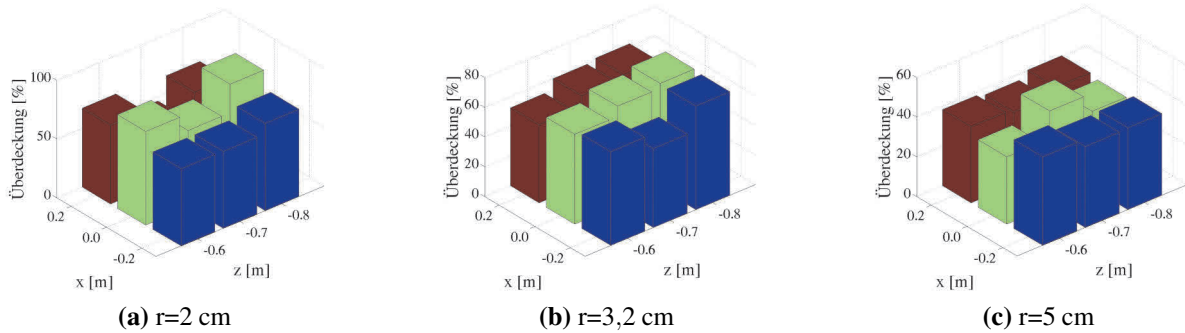 Überdeckung [%]
100
50
0
0.2
0.0
-0.2
x [m]
-0.6
-0.7
-0.8
z [m]
(a) r=2 cm
Überdeckung [%]
80
60
40
20
0
0.2
0.0
-0.2
x [m]
-0.6
-0.7
-0.8
z [m]
(b) r=3,2 cm
Überdeckung [%]
60
40
20
0
0.2
0.0
-0.2
x [m]
-0.6
-0.7
-0.8
z [m]
(c) r=5 cm